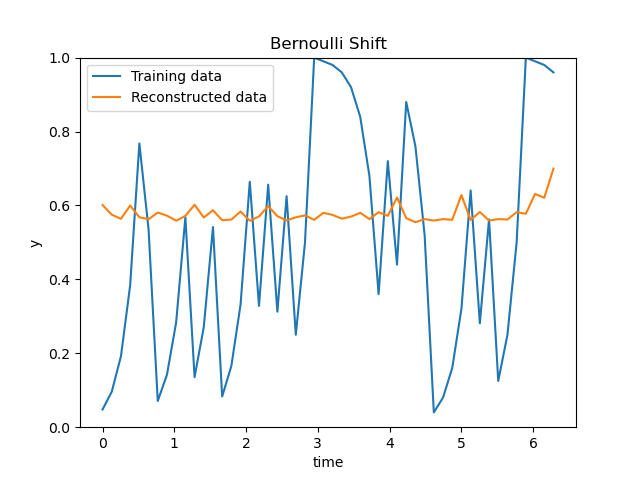 Bernoulli Shift
Training data
Reconstructed data
y
1.0
0.8
0.6
0.4
0.2
0.0
0 1 2 3 4 5 6
time